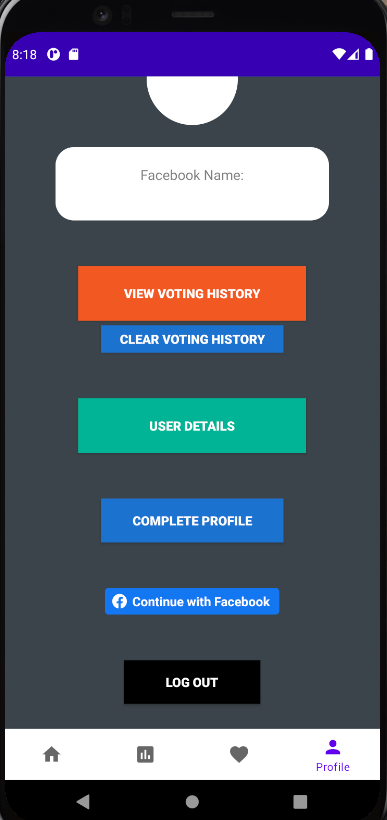 8:18
Facebook Name:
VIEW VOTING HISTORY
CLEAR VOTING HISTORY
USER DETAILS
COMPLETE PROFILE
Continue with Facebook
LOG OUT
Profile